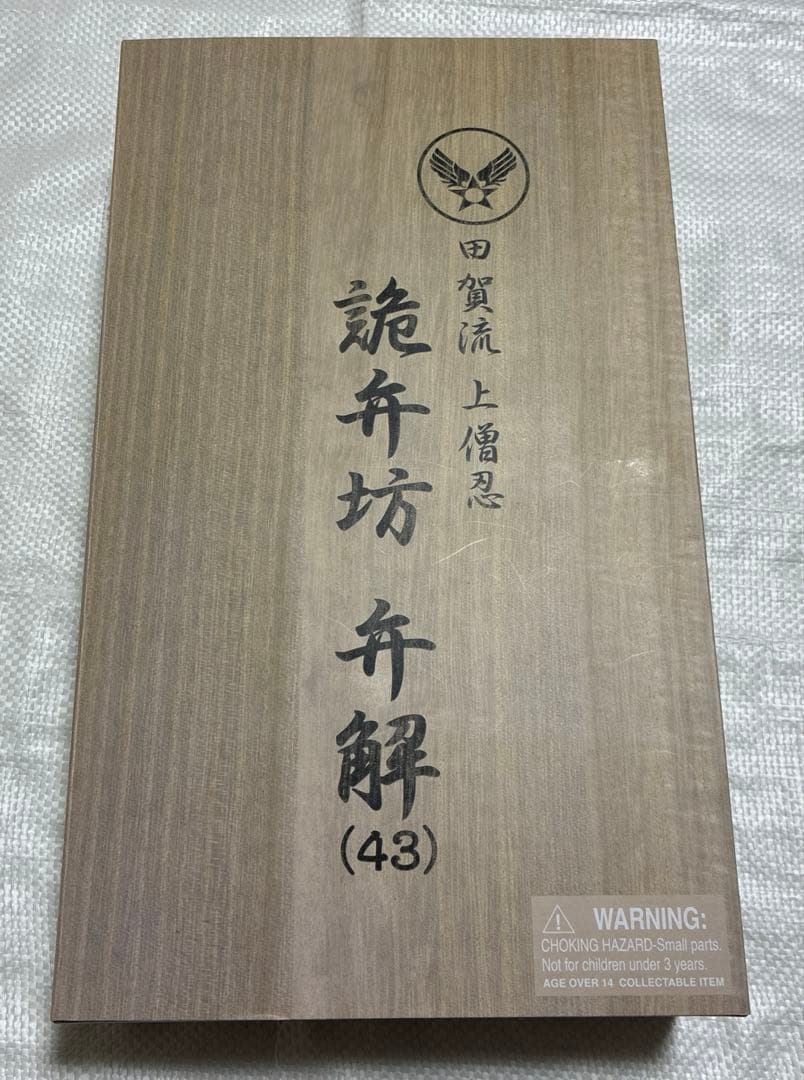 田賀流 上僧忍
詭弁坊 弁解
(43)
WARNING:
CHOKING HAZARD-Small parts.
Not for children under 3 years.
AGE OVER 14 COLLECTABLE ITEM